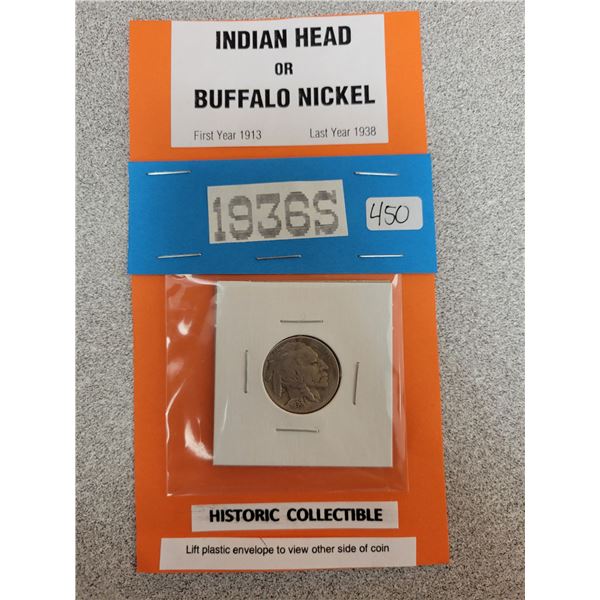 INDIAN HEAD
OR
BUFFALO NICKEL
First Year 1913 Last Year 1938
1936S
450
HISTORIC COLLECTIBLE
Lift plastic envelope to view other side of coin